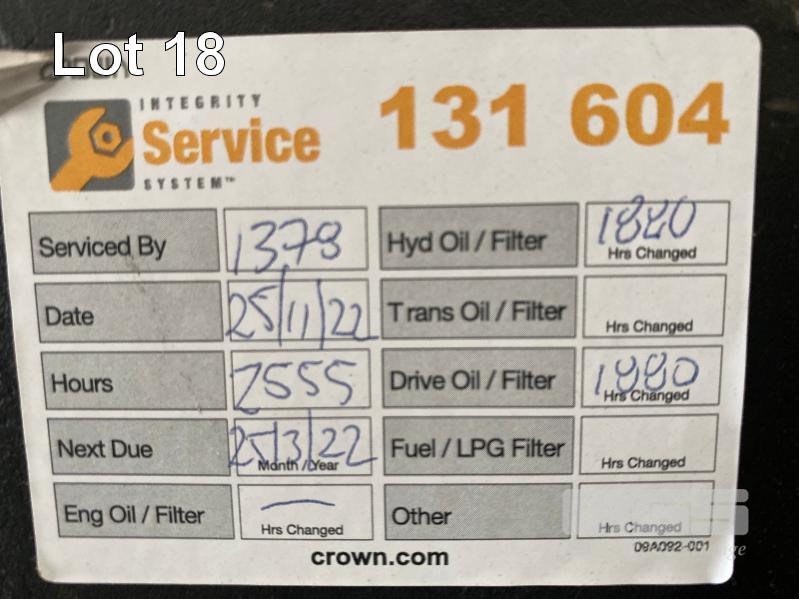 Lot 18
INTEGRITY
Service
SYSTEM™
131 604
Serviced By 1379 Hyd Oil / Filter 1880
Hrs Changed
Date 25/11/22 Trans Oil / Filter
Hrs Changed
Hours 2555 Drive Oil / Filter 1880
Hrs Changed
Next Due 25/3/22 Fuel / LPG Filter
Month / Year Hrs Changed
Eng Oil / Filter — Other
Hrs Changed Hrs Changed
09A092-001
crown.com